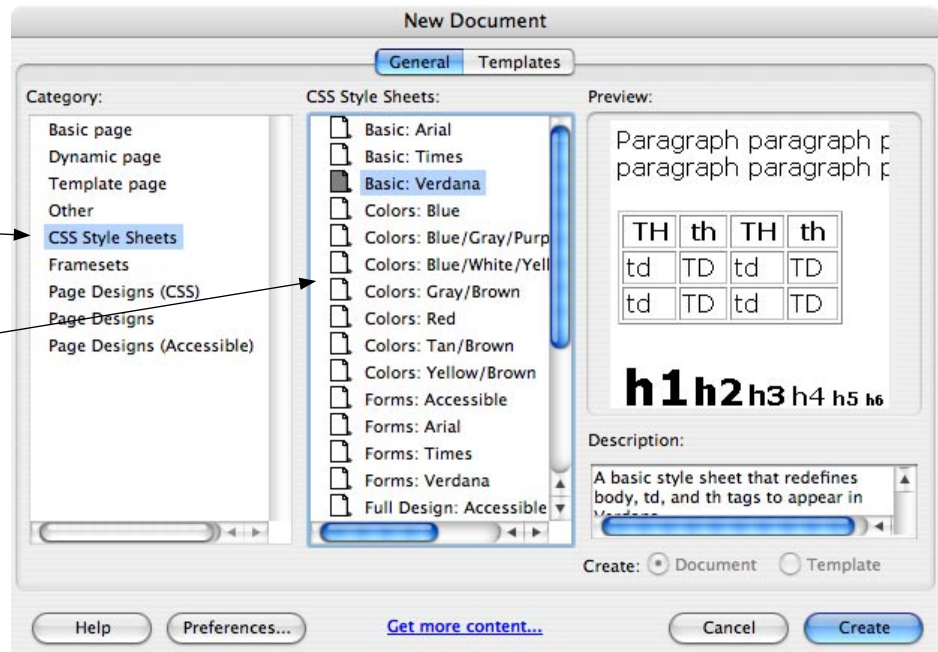 New Document
General Templates
Category:
Basic page
Dynamic page
Template page
Other
CSS Style Sheets
Framesets
Page Designs (CSS)
Page Designs
Page Designs (Accessible)
CSS Style Sheets:
Basic: Arial
Basic: Times
Basic: Verdana
Colors: Blue
Colors: Blue/Gray/Purp
Colors: Blue/White/Yell
Colors: Gray/Brown
Colors: Red
Colors: Tan/Brown
Colors: Yellow/Brown
Forms: Accessible
Forms: Arial
Forms: Times
Forms: Verdana
Full Design: Accessible
Preview:
Paragraph paragraph p
paragraph paragraph p
TH th TH th
td TD td TD
td TD td TD
h1 h2 h3 h4 h5 h6
Description:
A basic style sheet that redefines
body, td, and th tags to appear in
Create: Document Template
Help Preferences... Get more content... Cancel Create